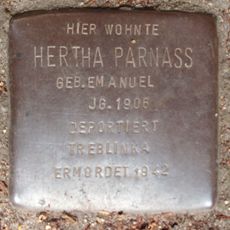 HIER WOHNTE
HERTHA PARNASS
GEB. EMANUEL
JG. 1906
DEPORTIERT
TREBLINKA
ERMORDET 1942